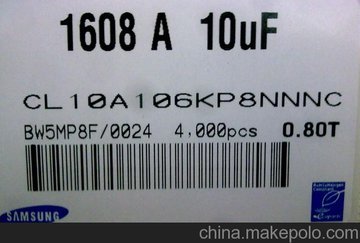 1608 A 10uF
CL10A106KP8NNNC
BW5MP8F/0024 4,000pcs 0.80T
SAMSUNG
china.makepolo.com